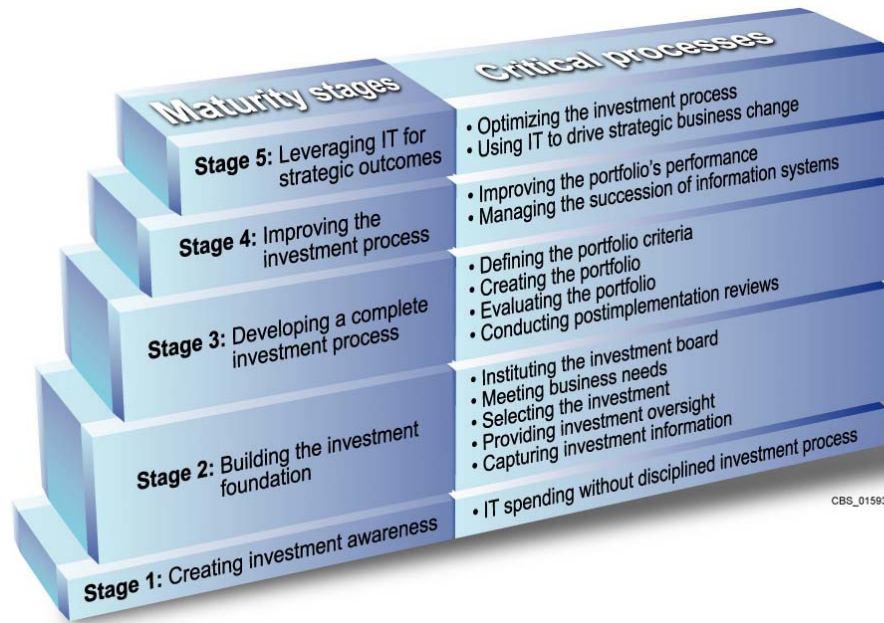 Maturity stages
Critical processes
Stage 5: Leveraging IT for
strategic outcomes
• Optimizing the investment process
• Using IT to drive strategic business change
Stage 4: Improving the
investment process
• Improving the portfolio's performance
• Managing the succession of information systems
Stage 3: Developing a complete
investment process
• Defining the portfolio criteria
• Creating the portfolio
• Evaluating the portfolio
• Conducting postimplementation reviews
Stage 2: Building the investment
foundation
• Instituting the investment board
• Meeting business needs
• Selecting the investment
• Providing investment oversight
• Capturing investment information
Stage 1: Creating investment awareness
• IT spending without disciplined investment process
CBS_01593